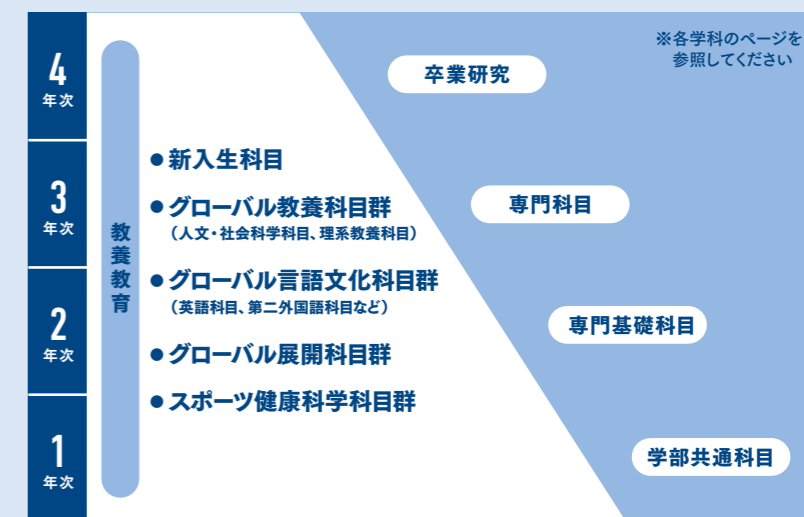 4
年次
3
年次
2
年次
1
年次
教養教育
●新入生科目
●グローバル教養科目群
（人文・社会科学科目、理系教養科目）
●グローバル言語文化科目群
（英語科目、第二外国語科目など）
●グローバル展開科目群
●スポーツ健康科学科目群
※各学科のページを
参照してください
卒業研究
専門科目
専門基礎科目
学部共通科目